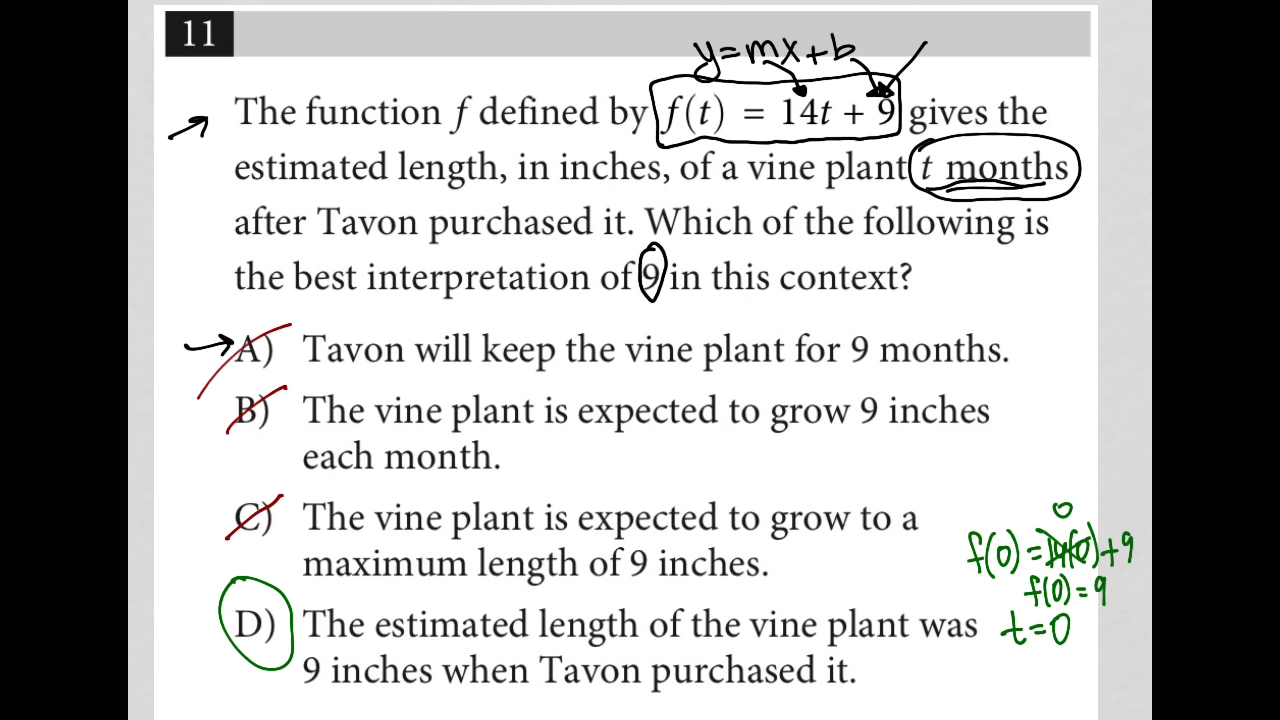 11
y=mx+b
The function f defined by f(t) = 14t + 9 gives the
estimated length, in inches, of a vine plant t months
after Tavon purchased it. Which of the following is
the best interpretation of 9 in this context?
A) Tavon will keep the vine plant for 9 months.
B) The vine plant is expected to grow 9 inches
each month.
C) The vine plant is expected to grow to a
maximum length of 9 inches.
D) The estimated length of the vine plant was
9 inches when Tavon purchased it.
0
f(0)=14(0)+9
f(0)=9
t=0